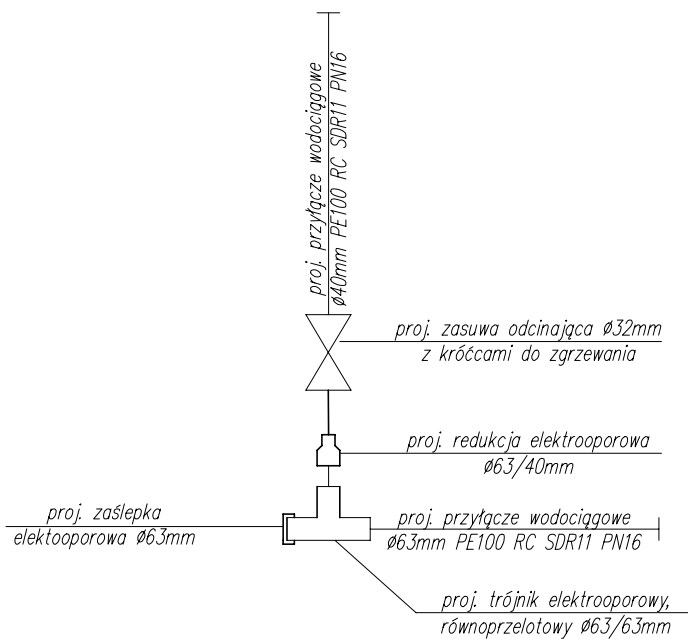 proj. przyłącze wodociągowe
Ø40mm PE100 RC SDR11 PN16
proj. zasuwa odcinająca Ø32mm
z króćcami do zgrzewania
proj. redukcja elektrooporowa
Ø63/40mm
proj. zaślepka
elektooporowa Ø63mm
proj. przyłącze wodociągowe
Ø63mm PE100 RC SDR11 PN16
proj. trójnik elektrooporowy,
równoprzelotowy Ø63/63mm